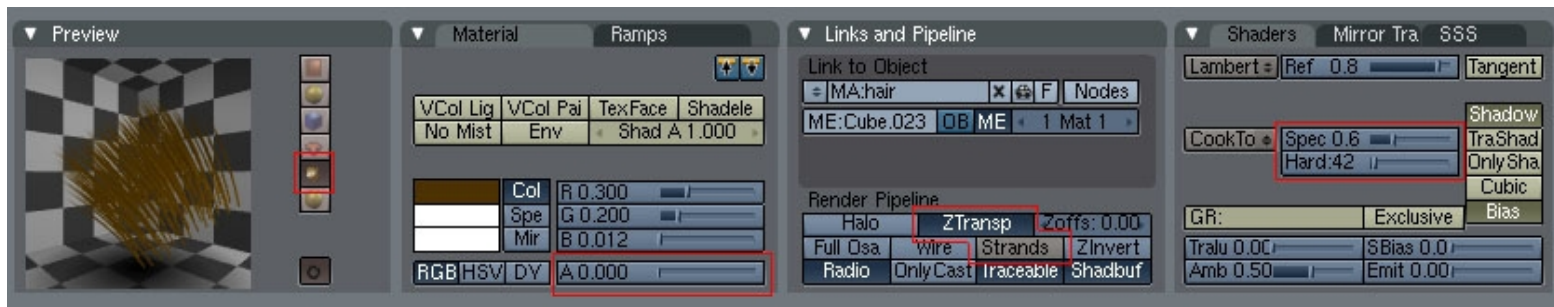 Preview
Material Ramps
VCol Lig VCol Pai TexFace Shadele
No Mist Env Shad A 1.000
Col R 0.300
Spe G 0.200
Mir B 0.012
RGB HSV DY A 0.000
Links and Pipeline
Link to Object
MA:hair F Nodes
ME:Cube.023 OB ME 1 Mat 1
Render Pipeline
Halo ZTransp Zoffs: 0.00
Full Osa Wire Strands ZInvert
Radio OnlyCast Traceable Shadbuf
Shaders Mirror Tra SSS
Lambert Ref 0.8 Tangent
Shadow
CookTo Spec 0.6 TraShad
Hard:42 OnlySha
Cubic
GR: Exclusive Bias
Tralu 0.00 SBias 0.0
Amb 0.50 Emit 0.00